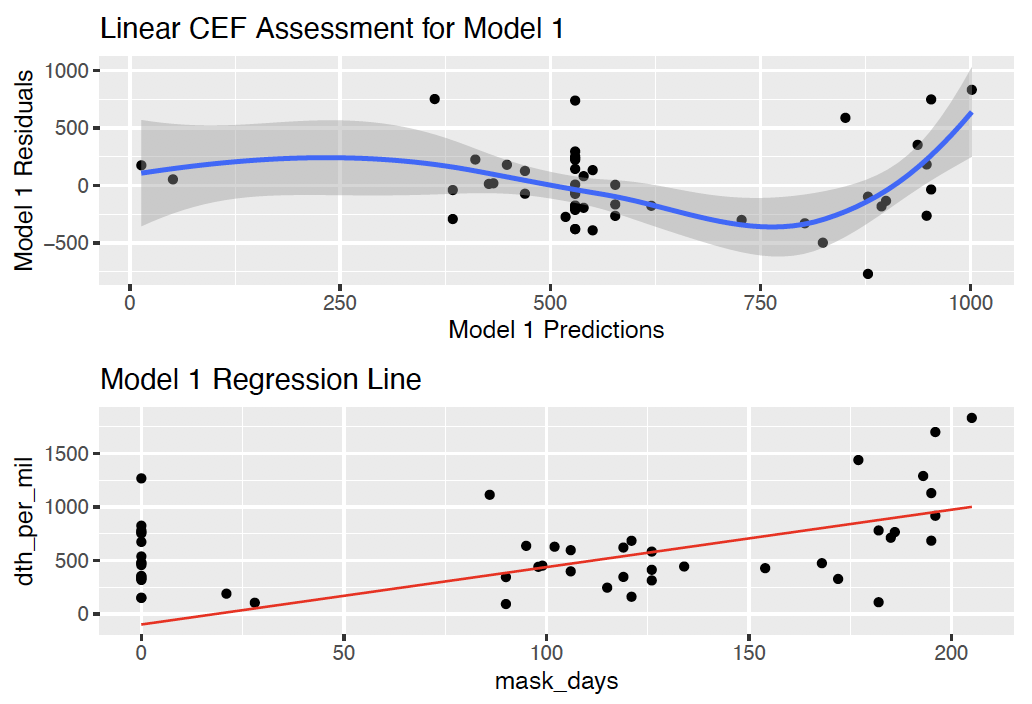 Linear CEF Assessment for Model 1
Model 1 Residuals
1000
500
0
−500
0 250 500 750 1000
Model 1 Predictions
Model 1 Regression Line
dth_per_mil
1500
1000
500
0
0 50 100 150 200
mask_days